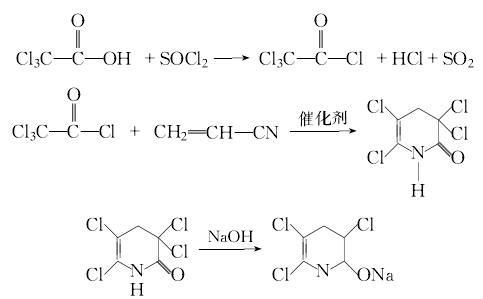 O
Cl₃C—C—OH + SOCl₂ → Cl₃C—C—Cl + HCl + SO₂
O
Cl₃C—C—Cl + CH₂=CH—CN 催化剂 → Cl Cl Cl Cl N O H
Cl Cl Cl Cl N H O NaOH → Cl Cl Cl N ONa